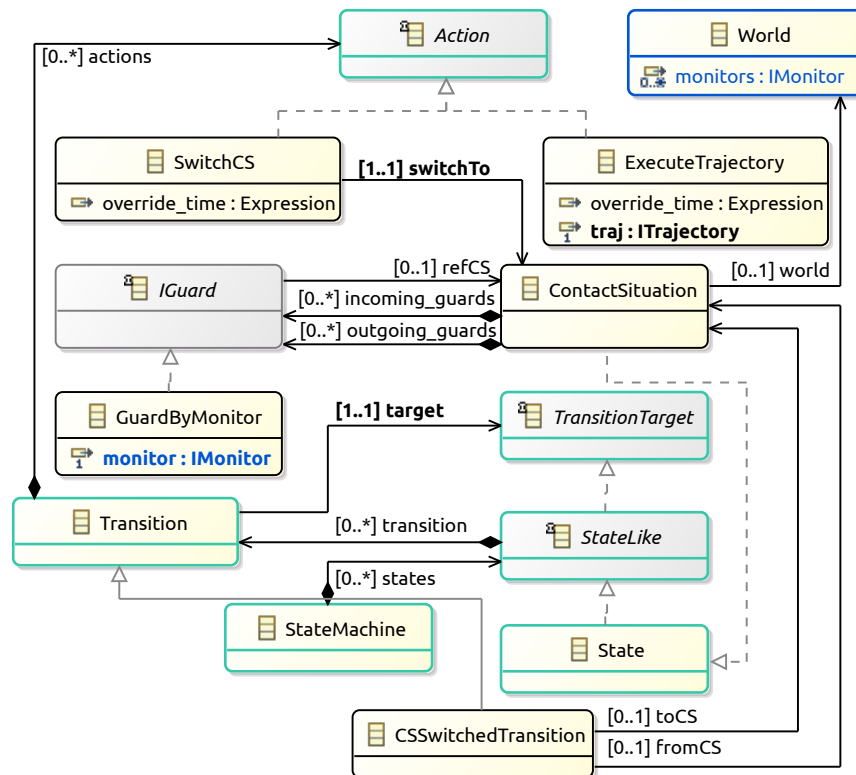 Action
World
[0..*] actions
monitors : IMonitor
SwitchCS
[1..1] switchTo
ExecuteTrajectory
override_time : Expression
override_time : Expression
traj : ITrajectory
1
IGuard
[0..1] refCS
ContactSituation
[0..1] world
[0..*] incoming_guards
[0..*] outgoing_guards
GuardByMonitor
[1..1] target
TransitionTarget
monitor : IMonitor
1
Transition
[0..*] transition
StateLike
[0..*] states
StateMachine
State
CSSwitchedTransition
[0..1] toCS
[0..1] fromCS